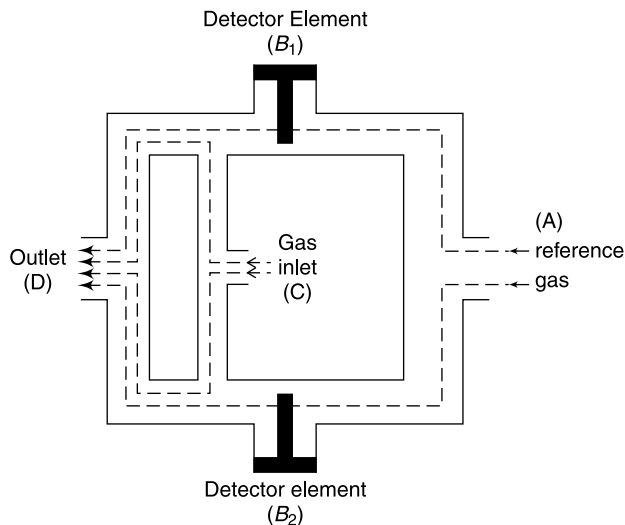 Detector Element
(B1)
(A)
reference
gas
Gas
inlet
(C)
Outlet
(D)
Detector element
(B2)